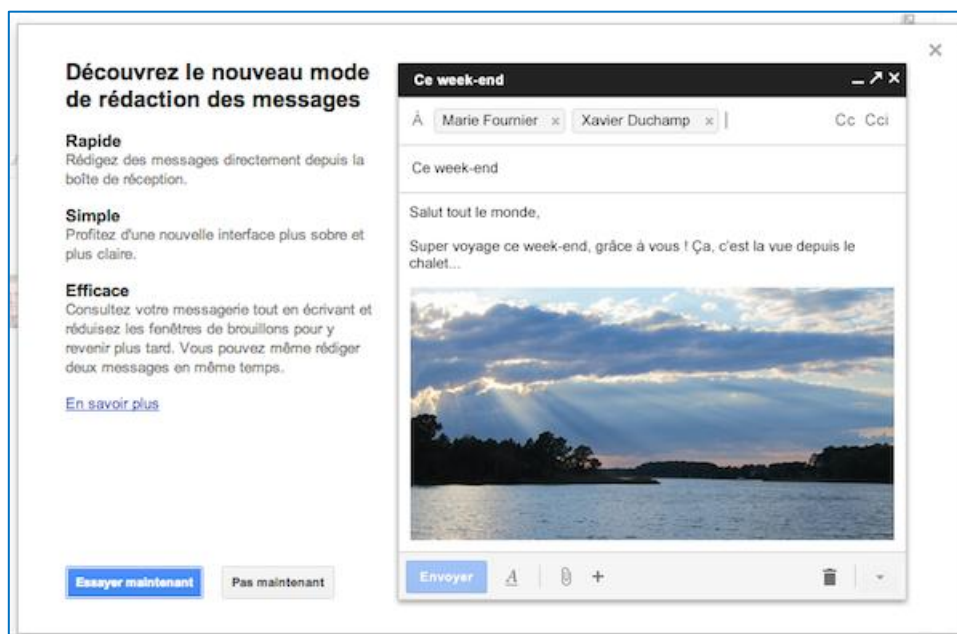 Découvrez le nouveau mode
de rédaction des messages
Rapide
Rédigez des messages directement depuis la
boîte de réception.
Simple
Profitez d'une nouvelle interface plus sobre et
plus claire.
Efficace
Consultez votre messagerie tout en écrivant et
réduisez les fenêtres de brouillons pour y
revenir plus tard. Vous pouvez même rédiger
deux messages en même temps.
En savoir plus
Essayer maintenant
Pas maintenant
Ce week-end
À Marie Fournier × Xavier Duchamp × Cc Cci
Ce week-end
Salut tout le monde,
Super voyage ce week-end, grâce à vous ! Ça, c'est la vue depuis le
chalet...
Envoyer A